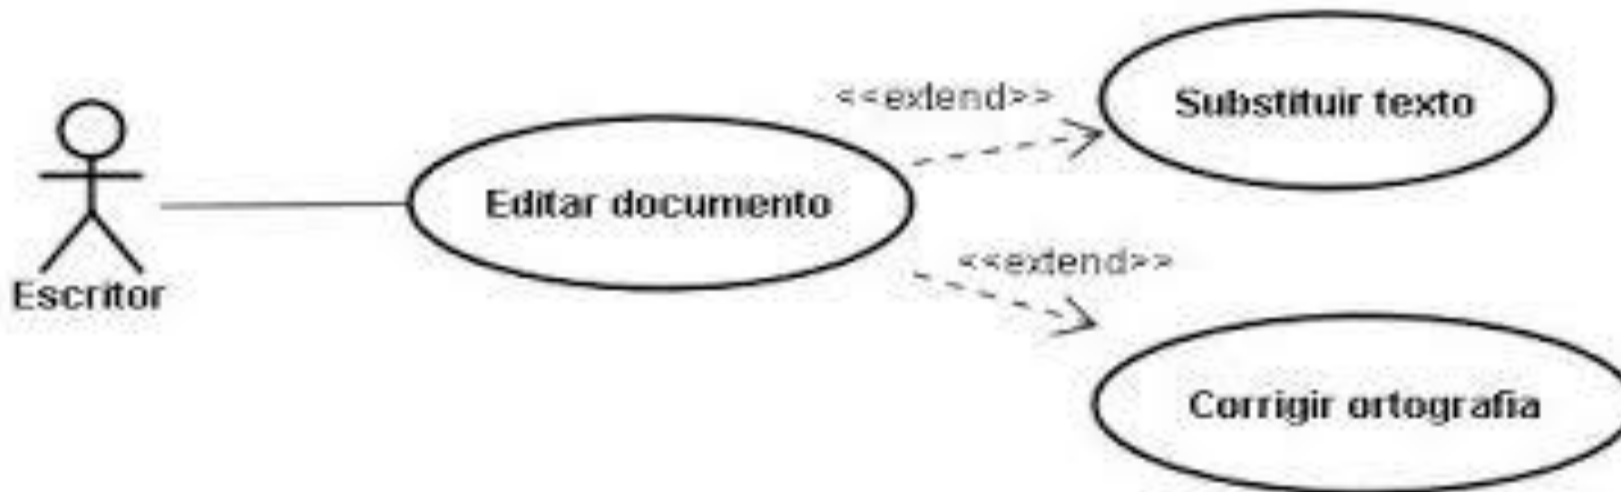 <<extend>>
Substituir texto
Editar documento
<<extend>>
Escritor
Corrigir ortografia